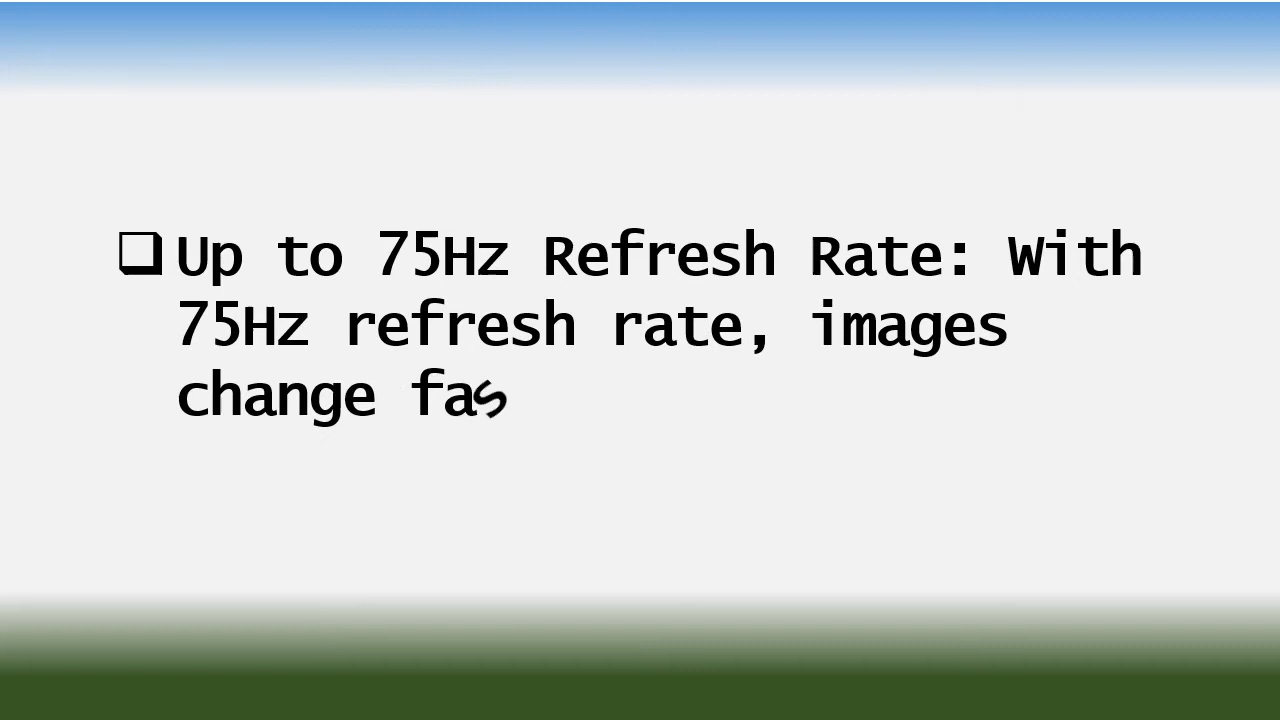 ❑Up to 75Hz Refresh Rate: With
75Hz refresh rate, images
change fas